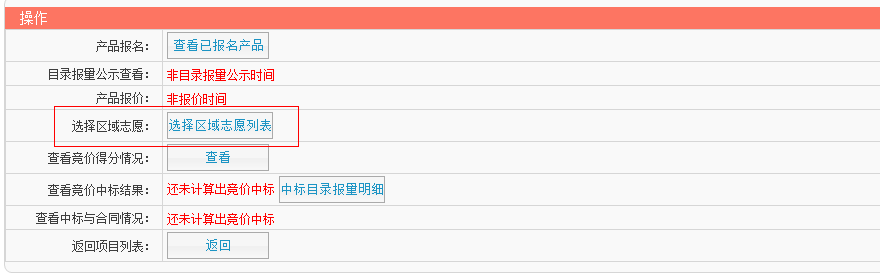 操作
产品报名： 查看已报名产品
目录报量公示查看： 非目录报量公示时间
产品报价： 非报价时间
选择区域志愿： 选择区域志愿列表
查看竞价得分情况： 查看
查看竞价中标结果： 还未计算出竞价中标 中标目录报量明细
查看中标与合同情况： 还未计算出竞价中标
返回项目列表： 返回